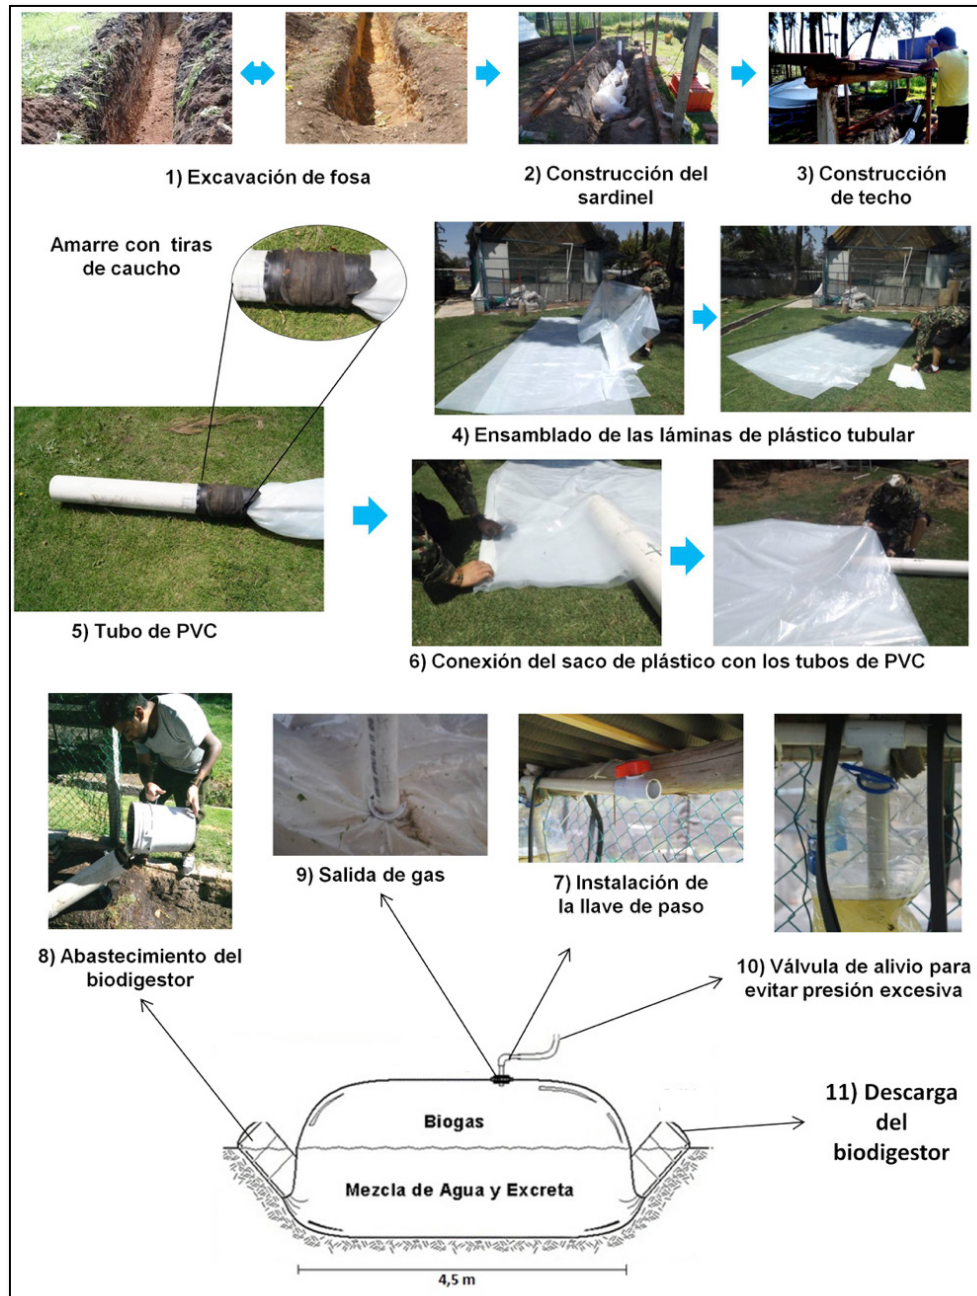 1) Excavación de fosa
2) Construcción del
sardinel
3) Construcción
de techo
Amarre con tiras
de caucho
4) Ensamblado de las láminas de plástico tubular
5) Tubo de PVC
6) Conexión del saco de plástico con los tubos de PVC
8) Abastecimiento del
biodigestor
9) Salida de gas
7) Instalación de
la llave de paso
10) Válvula de alivio para
evitar presión excesiva
11) Descarga
del
biodigestor
Biogas
Mezcla de Agua y Excreta
4,5 m